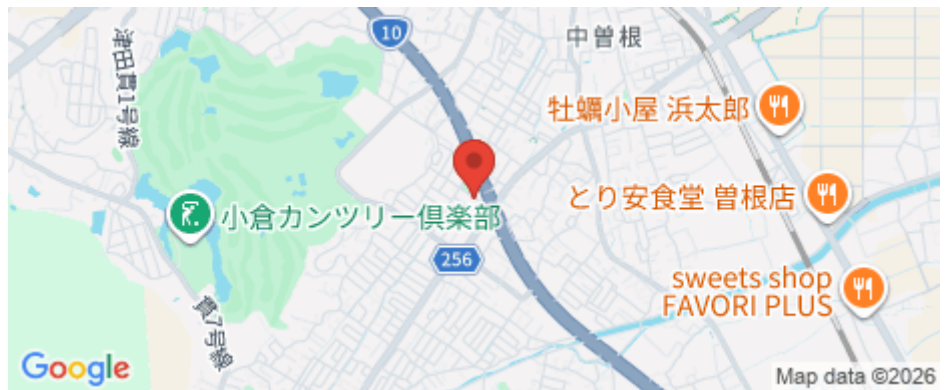 10
中曽根
津田貫1号線
牡蠣小屋 浜太郎
とり安食堂 曽根店
小倉カンツリー倶楽部
256
sweets shop
FAVORI PLUS
貫7号線
Google
Map data ©2026